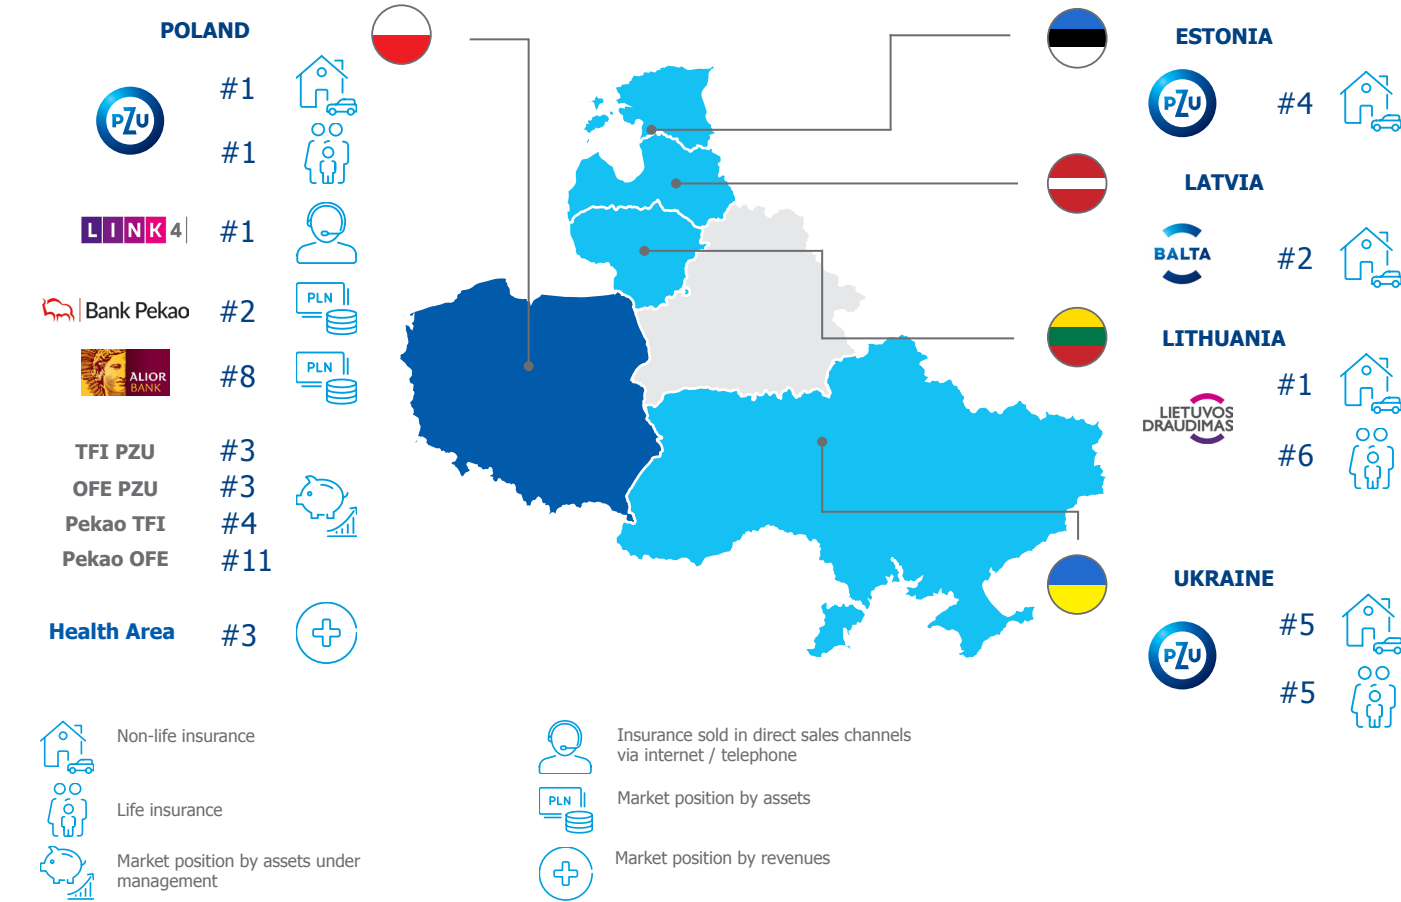 POLAND
PZU
#1
#1
LINK4
#1
Bank Pekao
#2
PLN
ALIOR
BANK
#8
PLN
TFI PZU
#3
OFE PZU
#3
Pekao TFI
#4
Pekao OFE
#11
Health Area
#3
ESTONIA
PZU
#4
LATVIA
BALTA
#2
LITHUANIA
#1
LIETUVOS
DRAUDIMAS
#6
UKRAINE
PZU
#5
#5
Non-life insurance
Life insurance
Market position by assets under
management
Insurance sold in direct sales channels
via internet / telephone
PLN
Market position by assets
Market position by revenues